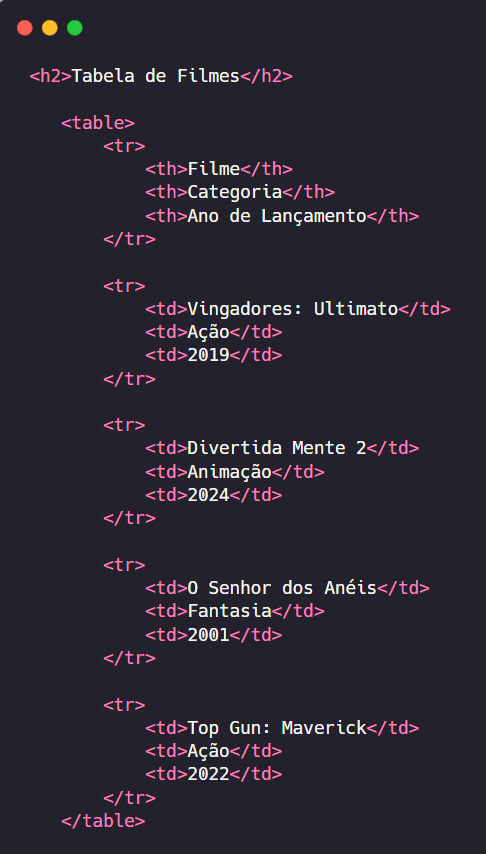 <h2>Tabela de Filmes</h2>
<table>
<tr>
<th>Filme</th>
<th>Categoria</th>
<th>Ano de Lançamento</th>
</tr>
<tr>
<td>Vingadores: Ultimato</td>
<td>Ação</td>
<td>2019</td>
</tr>
<tr>
<td>Divertida Mente 2</td>
<td>Animação</td>
<td>2024</td>
</tr>
<tr>
<td>O Senhor dos Anéis</td>
<td>Fantasia</td>
<td>2001</td>
</tr>
<tr>
<td>Top Gun: Maverick</td>
<td>Ação</td>
<td>2022</td>
</tr>
</table>